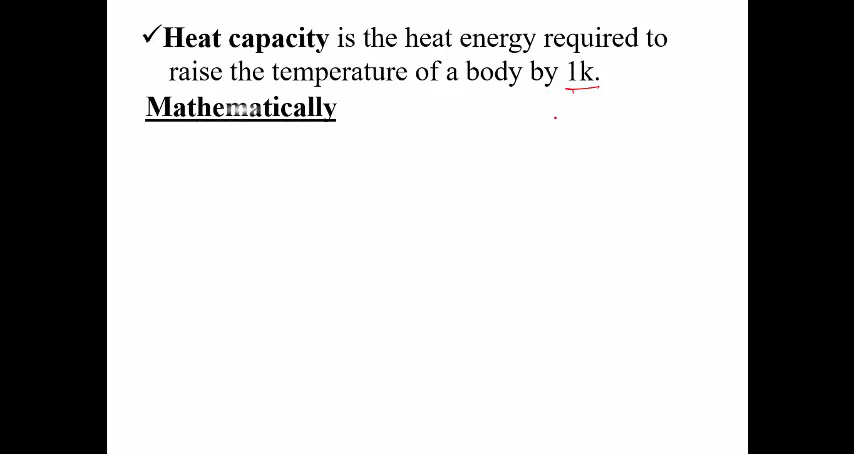 ✓Heat capacity is the heat energy required to
raise the temperature of a body by 1k.
Mathematically